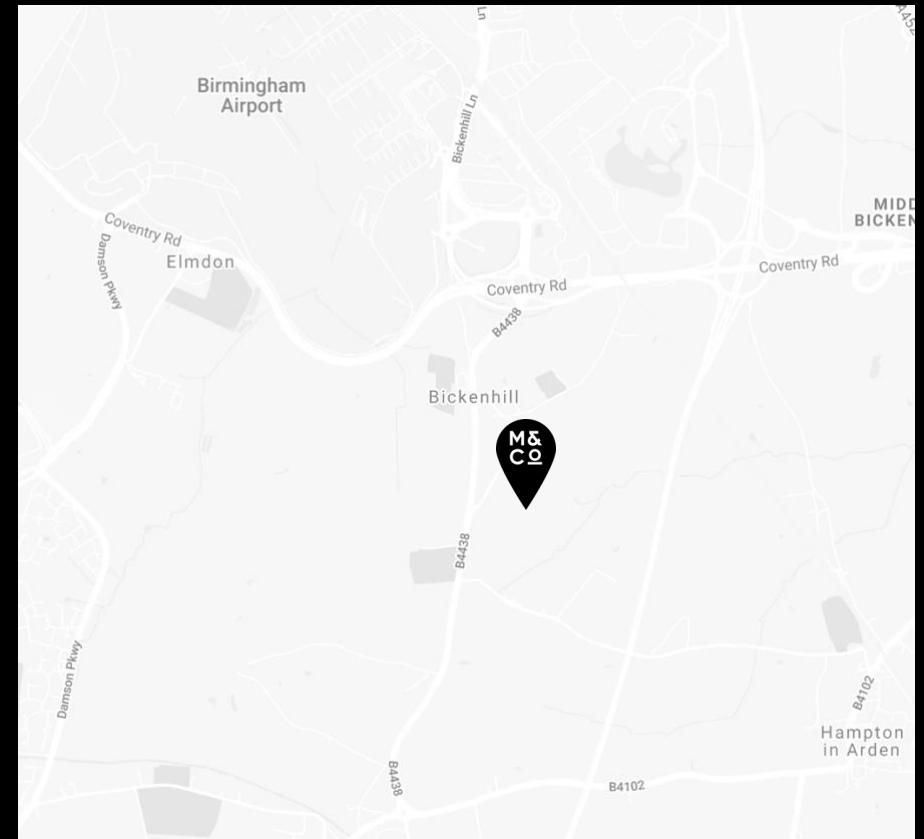 Ln
A452
Birmingham
Airport
Bickenhill Ln
MIDD
BICKEN
Coventry Rd
Damson Pkwy
Elmdon
Coventry Rd
Coventry Rd
B4438
Bickenhill
M&
CO
B4438
Damson Pkwy
B4102
Hampton
in Arden
B4438
B4102